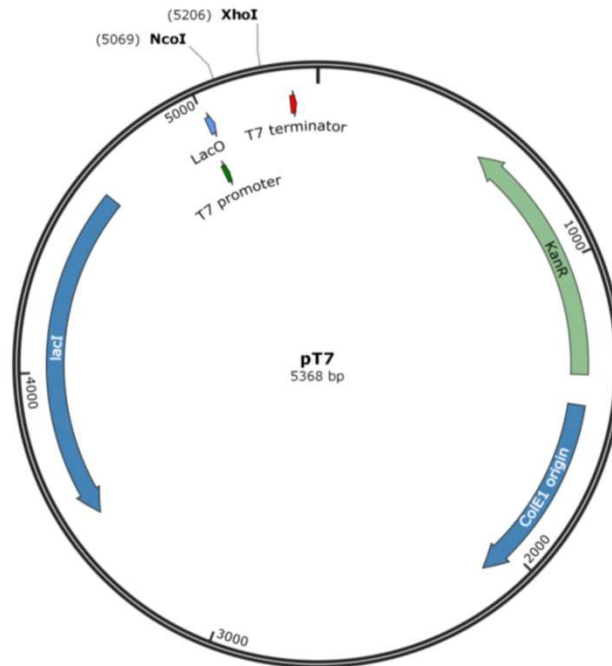 (5206) XhoI
(5069) NcoI
5000
T7 terminator
LacO
T7 promoter
1000
KanR
lacI
pT7
5368 bp
4000
ColE1 origin
2000
3000